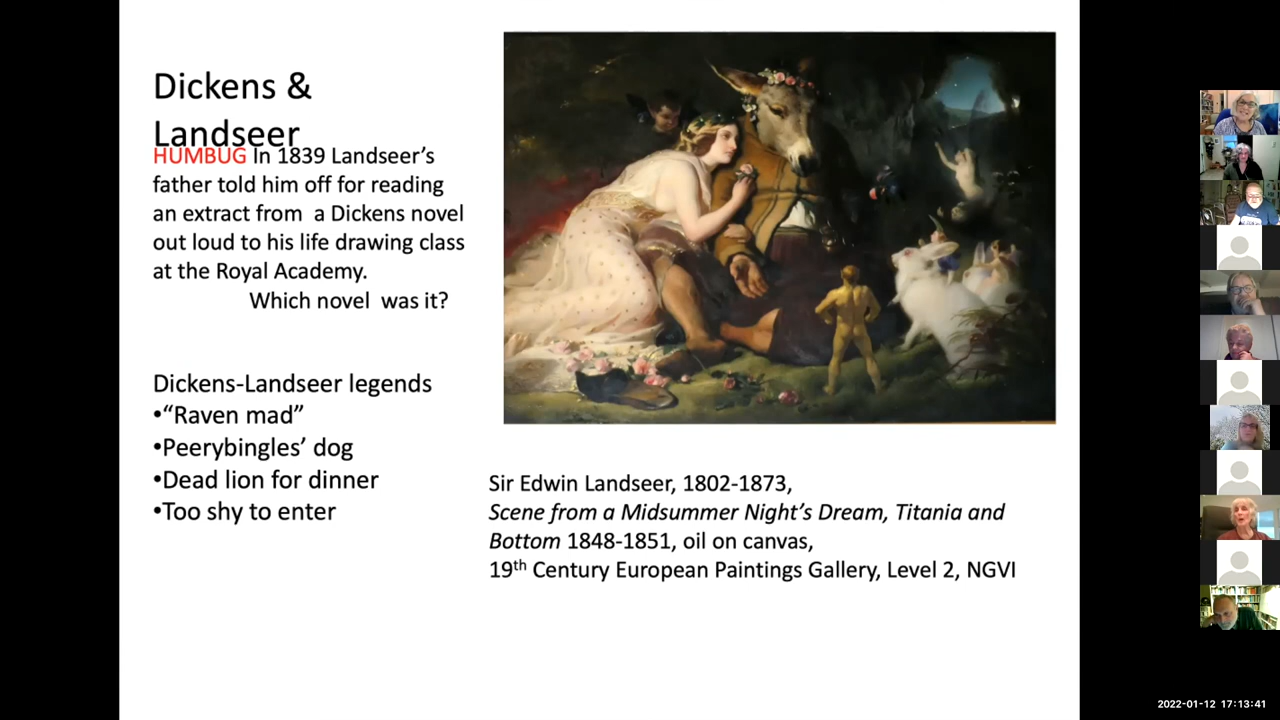 Dickens &
Landseer
HUMBUG In 1839 Landseer’s
father told him off for reading
an extract from  a Dickens novel
out loud to his life drawing class
at the Royal Academy.
Which novel  was it?
Dickens-Landseer legends
•“Raven mad”
•Peerybingles’ dog
•Dead lion for dinner
•Too shy to enter
Sir Edwin Landseer, 1802-1873,
Scene from a Midsummer Night’s Dream, Titania and
Bottom 1848-1851, oil on canvas,
19th Century European Paintings Gallery, Level 2, NGVI
2022-01-12 17:13:41